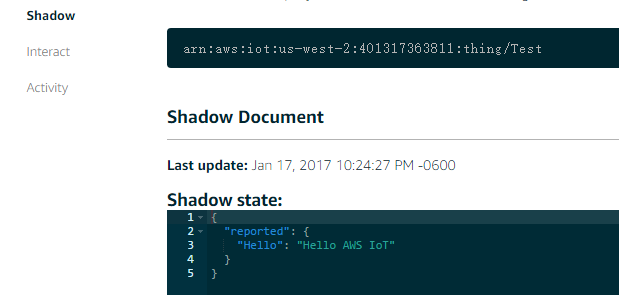 Shadow
arn:aws:iot:us-west-2:401317363811:thing/Test
Interact
Activity
Shadow Document
Last update: Jan 17, 2017 10:24:27 PM -0600
Shadow state:
1 {
2 "reported": {
3 "Hello": "Hello AWS IoT"
4 }
5 }